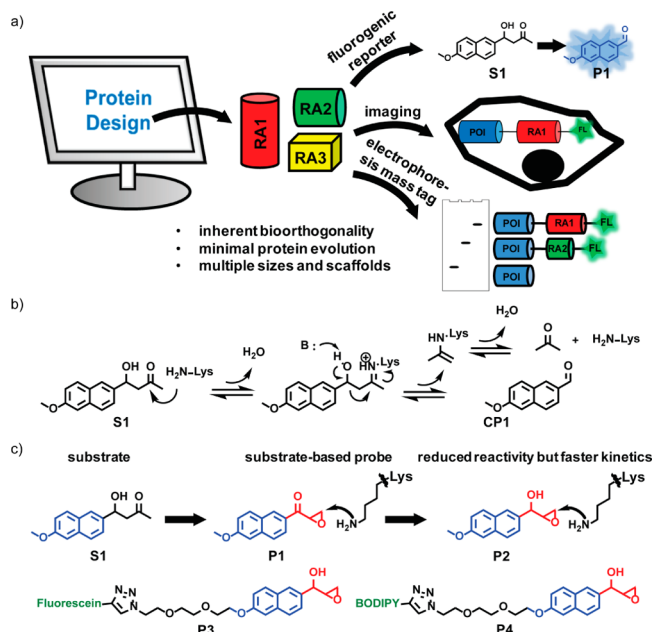 a)
Protein
Design
RA1
RA2
RA3
fluorogenic
reporter
OH
O
O
S1
O
O
P1
imaging
POI
RA1
FL
electrophore-
sis mass tag
POI
RA1
FL
POI
RA2
FL
POI
• inherent bioorthogonality
• minimal protein evolution
• multiple sizes and scaffolds
b)
OH
O
H2N-Lys
O
S1
H2O
B :
H
O
HN
+
Lys
O
HN
Lys
H2O
O
+ H2N-Lys
O
O
CP1
c)
substrate
substrate-based probe
reduced reactivity but faster kinetics
OH
O
O
S1
O
O
O
P1
Lys
H2N
OH
O
O
P2
Lys
H2N
Fluorescein
N=N
N
O
O
O
OH
O
P3
BODIPY
N=N
N
O
O
O
OH
O
P4